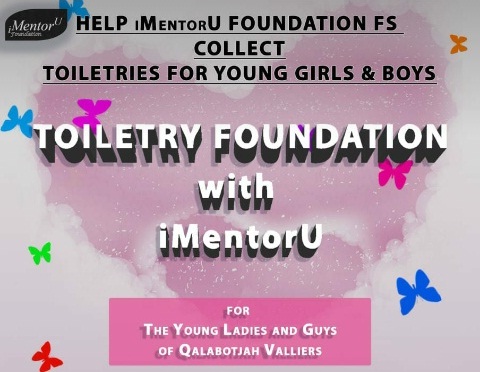 iMentorU
Foundation
HELP iMENTORU FOUNDATION FS
COLLECT
TOILETRIES FOR YOUNG GIRLS & BOYS
TOILETRY FOUNDATION
with
iMentorU
FOR
THE YOUNG LADIES AND GUYS
OF QALABOTJAH VALLIERS